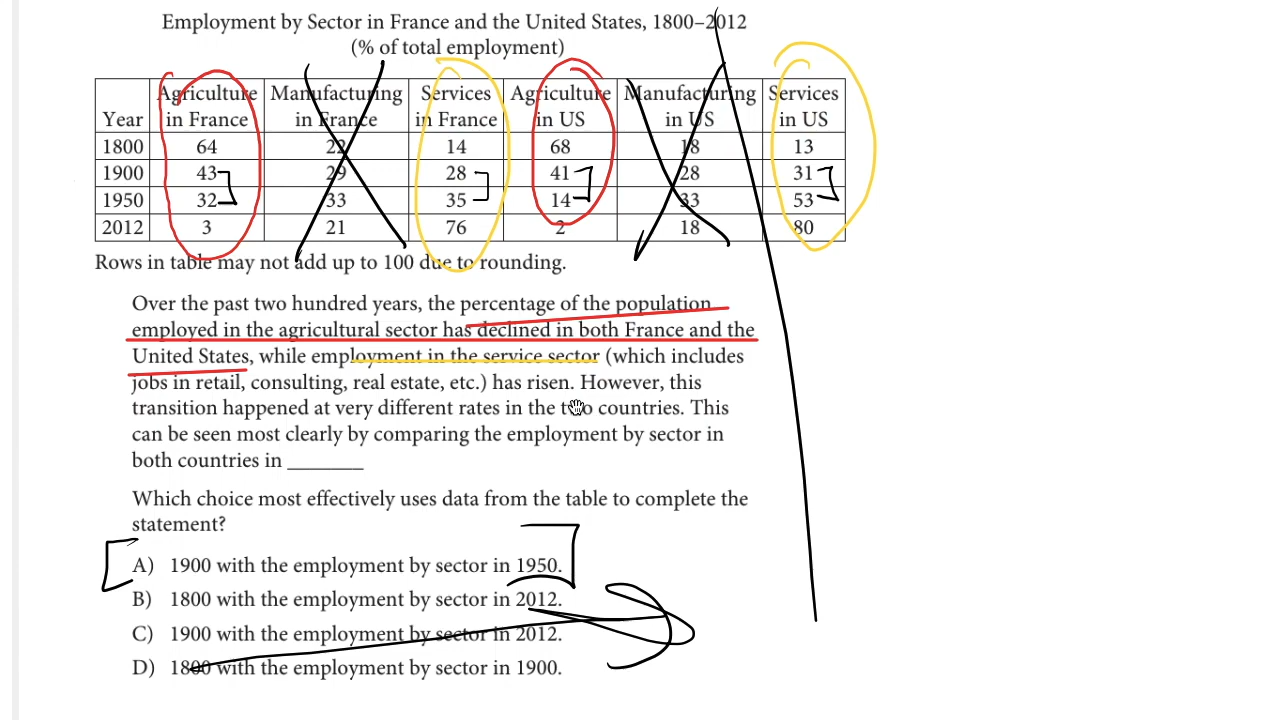 Employment by Sector in France and the United States, 1800–2012
(% of total employment)
Year Agriculture in France Manufacturing in France Services in France Agriculture in US Manufacturing in US Services in US
1800 64 22 14 68 18 13
1900 43 29 28 41 28 31
1950 32 33 35 14 33 53
2012 3 21 76 2 18 80
Rows in table may not add up to 100 due to rounding.
Over the past two hundred years, the percentage of the population
employed in the agricultural sector has declined in both France and the
United States, while employment in the service sector (which includes
jobs in retail, consulting, real estate, etc.) has risen. However, this
transition happened at very different rates in the two countries. This
can be seen most clearly by comparing the employment by sector in
both countries in _______
Which choice most effectively uses data from the table to complete the
statement?
A) 1900 with the employment by sector in 1950.
B) 1800 with the employment by sector in 2012.
C) 1900 with the employment by sector in 2012.
D) 1800 with the employment by sector in 1900.